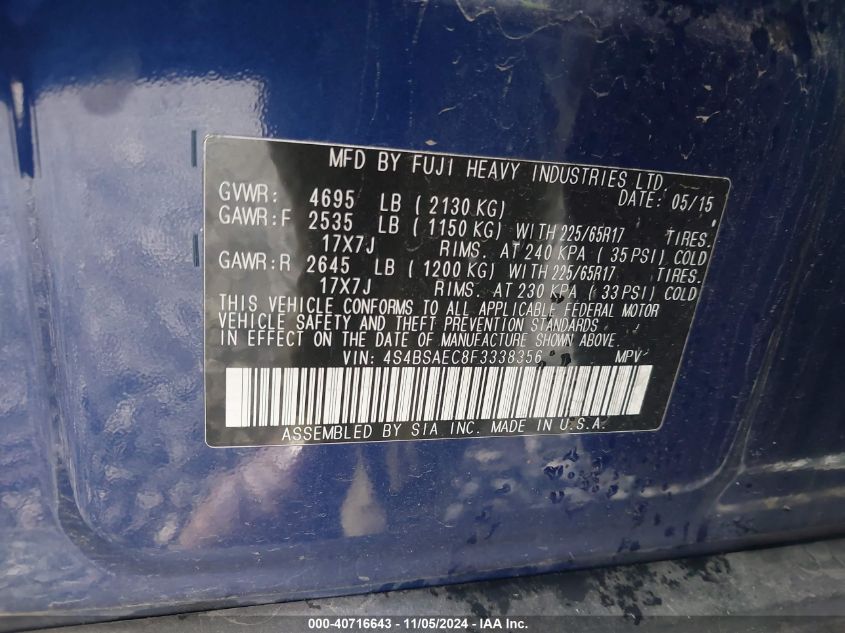 MFD BY FUJI HEAVY INDUSTRIES LTD.
GVWR: 4695 LB (2130 KG) DATE: 05/15
GAWR:F 2535 LB (1150 KG) WITH 225/65R17 TIRES.
17X7J RIMS. AT 240 KPA (35 PSI) COLD
GAWR:R 2645 LB (1200 KG) WITH 225/65R17 TIRES.
17X7J RIMS. AT 230 KPA (33 PSI) COLD
THIS VEHICLE CONFORMS TO ALL APPLICABLE FEDERAL MOTOR
VEHICLE SAFETY AND THEFT PREVENTION STANDARDS
IN EFFECT ON THE DATE OF MANUFACTURE SHOWN ABOVE.
VIN: 4S4BSAEC8F3338356 MPV
ASSEMBLED BY SIA INC. MADE IN U.S.A.
000-40716643 - 11/05/2024 - IAA Inc.